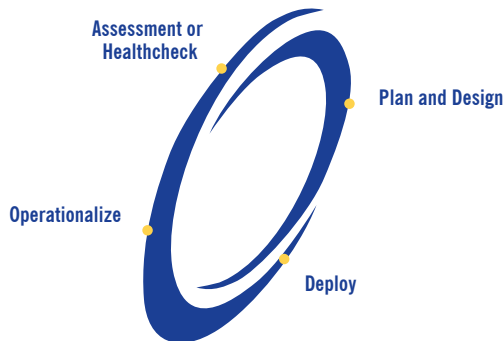 Assessment or
Healthcheck
Plan and Design
Operationalize
Deploy